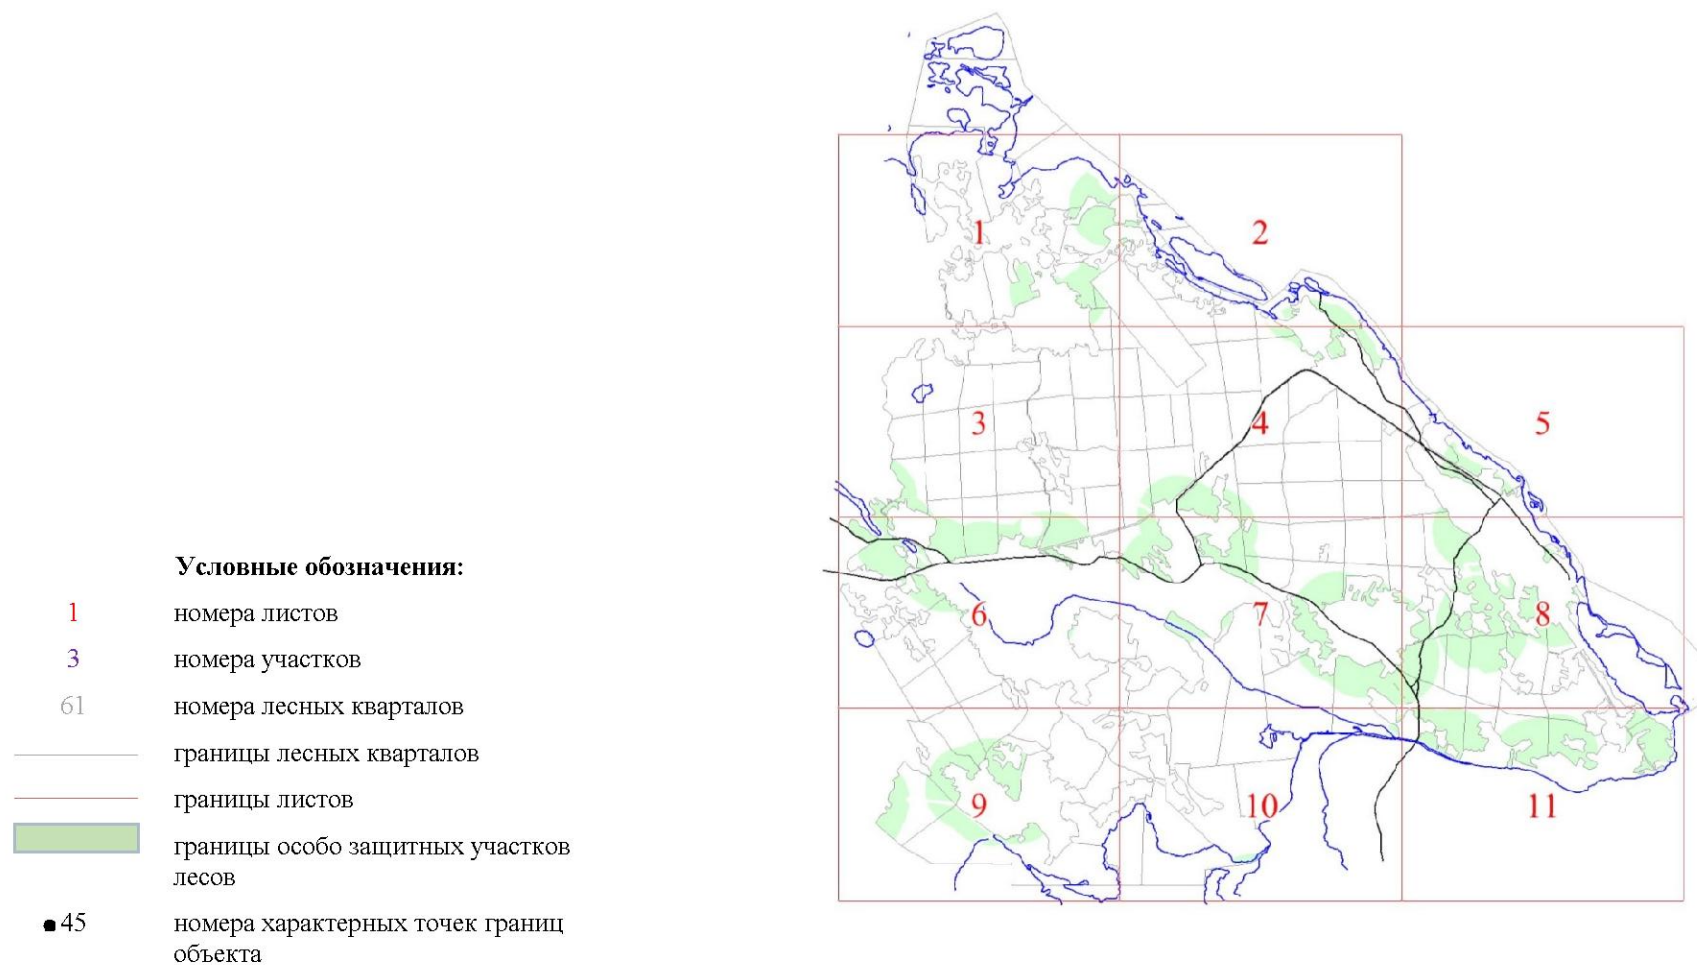 Условные обозначения:
1 номера листов
3 номера участков
61 номера лесных кварталов
границы лесных кварталов
границы листов
границы особо защитных участков
лесов
45 номера характерных точек границ
объекта
1
2
3
4
5
6
7
8
9
10
11